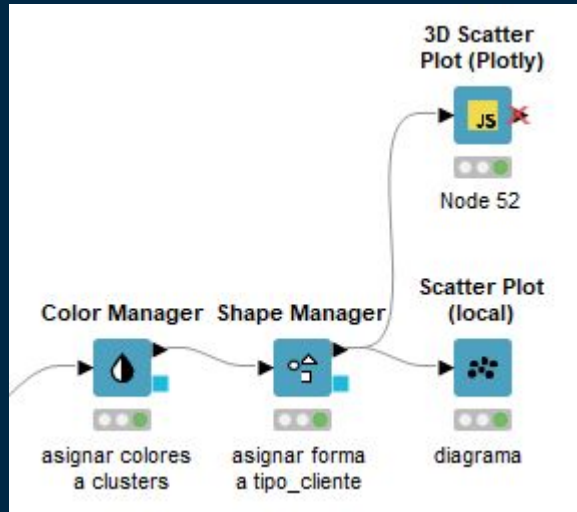 3D Scatter
Plot (Plotly)
JS
Node 52
Color Manager
Shape Manager
Scatter Plot
(local)
asignar colores
a clusters
asignar forma
a tipo_cliente
diagrama